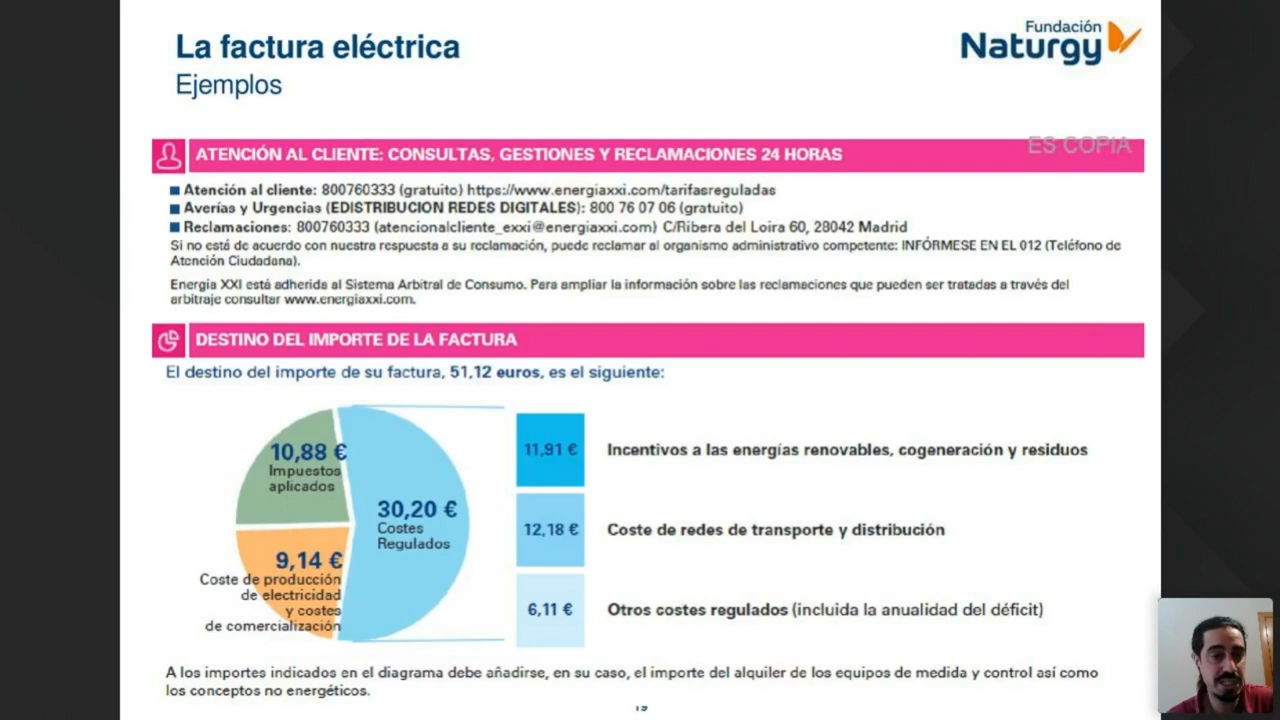 La factura eléctrica
Ejemplos
Fundación
Naturgy
ES COPIA
ATENCIÓN AL CLIENTE: CONSULTAS, GESTIONES Y RECLAMACIONES 24 HORAS
Atención al cliente: 800760333 (gratuito) https://www.energiaxxi.com/tarifasreguladas
Averías y Urgencias (EDISTRIBUCION REDES DIGITALES): 800 76 07 06 (gratuito)
Reclamaciones: 800760333 (atencionalcliente_exxi@energiaxxi.com) C/Ribera del Loira 60, 28042 Madrid
Si no está de acuerdo con nuestra respuesta a su reclamación, puede reclamar al organismo administrativo competente: INFÓRMESE EN EL 012 (Teléfono de
Atención Ciudadana).
Energía XXI está adherida al Sistema Arbitral de Consumo. Para ampliar la información sobre las reclamaciones que pueden ser tratadas a través del
arbitraje consultar www.energiaxxi.com.
DESTINO DEL IMPORTE DE LA FACTURA
El destino del importe de su factura, 51,12 euros, es el siguiente:
10,88 €
Impuestos
aplicados
30,20 €
Costes
Regulados
9,14 €
Coste de producción
de electricidad
y costes
de comercialización
11,91 €
Incentivos a las energías renovables, cogeneración y residuos
12,18 €
Coste de redes de transporte y distribución
6,11 €
Otros costes regulados (incluida la anualidad del déficit)
A los importes indicados en el diagrama debe añadirse, en su caso, el importe del alquiler de los equipos de medida y control así como
los conceptos no energéticos.